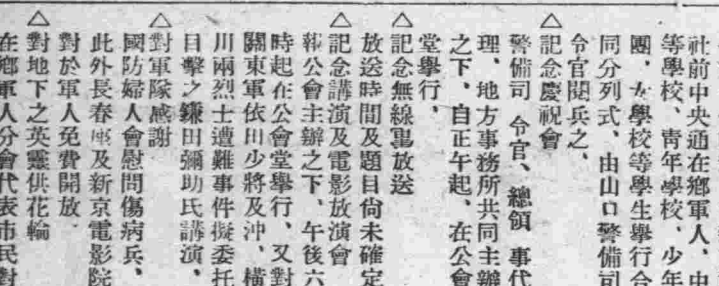 社前中央通在鄉軍人、由
等學校、靑年學校、少年
團、女學校等學生舉行合
同分列式、由山口警備司
令官閱兵之、
△記念慶祝會
警備司 令官、總領 事代
理、地方事務所共同主辦
之下、自正午起、在公會
堂舉行、
△記念無線電放送
放送時間及題目尙未確定
△記念講演及電影放演會
報公會主辦之下、午後六
時起在公會堂舉行、又對
關東軍依田少將及沖、橫
川兩烈士遭難事件擬委托
目擊之鎌田彌助氏講演、
△對軍隊感謝
國防婦人會慰問傷病兵、
此外長春座及新京電影院
對於軍人免費開放、
△對地下之英靈供花輪
在鄉軍人分會代表市民對